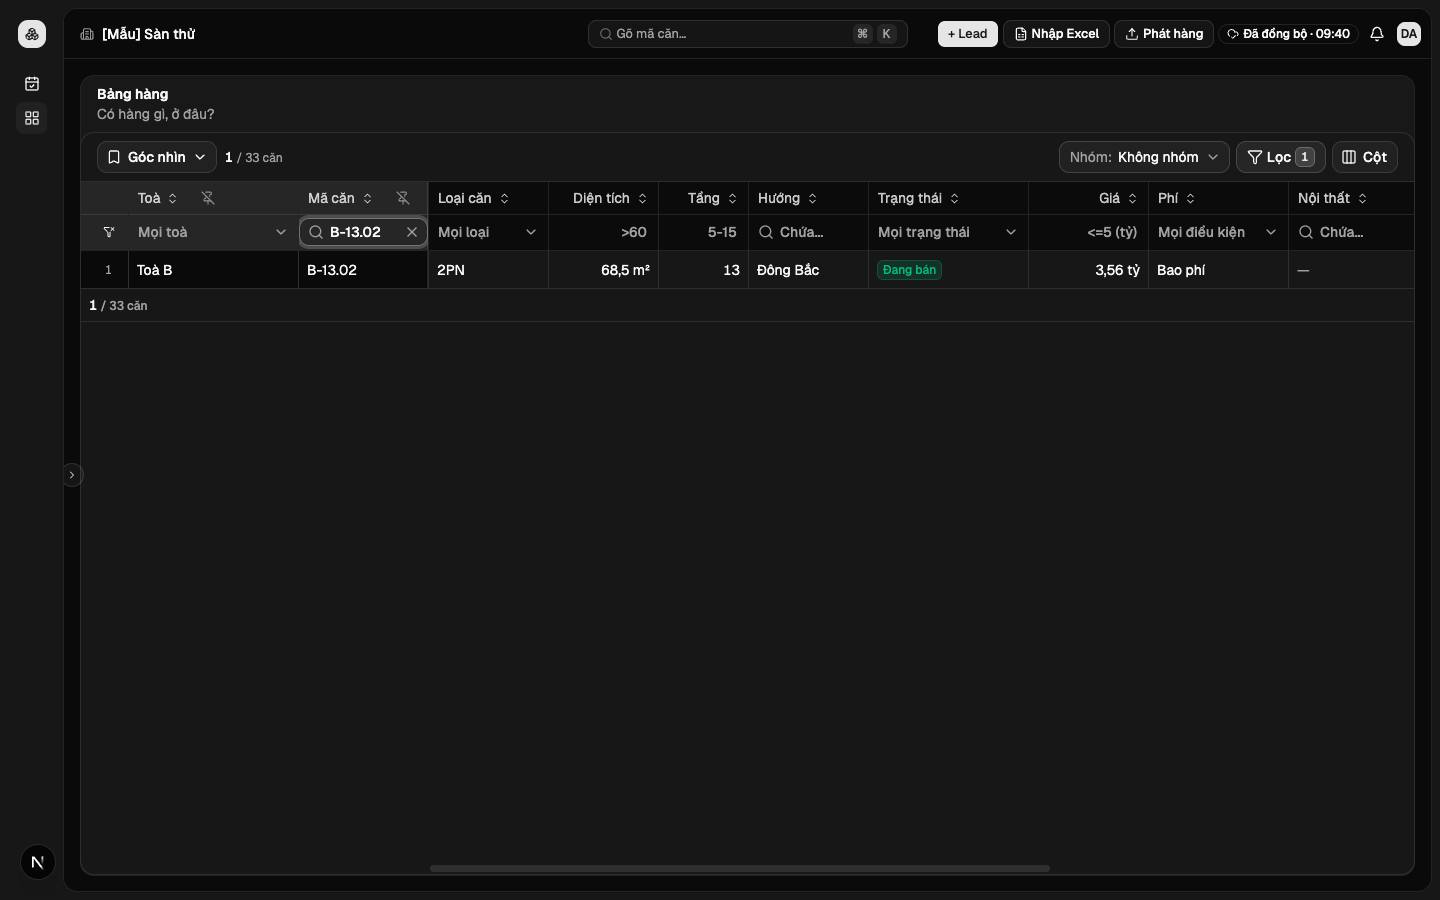 [Mẫu] Sàn thử
Gõ mã căn...
⌘ K
+ Lead
Nhập Excel
Phát hàng
Đã đồng bộ · 09:40
DA
Bảng hàng
Có hàng gì, ở đâu?
Góc nhìn
1 / 33 căn
Nhóm: Không nhóm
Lọc 1
Cột
Toà
Mã căn
Loại căn
Diện tích
Tầng
Hướng
Trạng thái
Giá
Phí
Nội thất
Mọi toà
B-13.02
Mọi loại
>60
5-15
Chứa...
Mọi trạng thái
<=5 (tỷ)
Mọi điều kiện
Chứa...
1
Toà B
B-13.02
2PN
68,5 m²
13
Đông Bắc
Đang bán
3,56 tỷ
Bao phí
—
1 / 33 căn
N